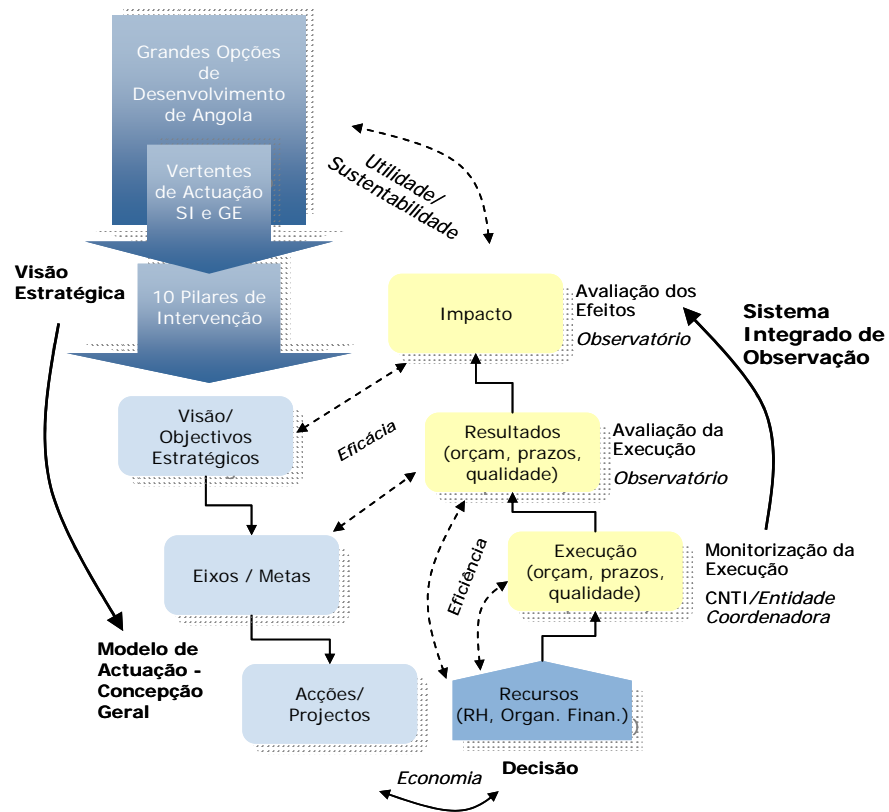 Grandes Opções
de
Desenvolvimento
de Angola
Vertentes
de Actuação
SI e GE
Utilidade/
Sustentabilidade
Visão
Estratégica
10 Pilares de
Intervenção
Impacto
Avaliação dos
Efeitos
Observatório
Sistema
Integrado de
Observação
Visão/
Objectivos
Estratégicos
Eficácia
Resultados
(orçam, prazos,
qualidade)
Avaliação da
Execução
Observatório
Eixos / Metas
Eficiência
Execução
(orçam, prazos,
qualidade)
Monitorização da
Execução
CNTI/Entidade
Coordenadora
Modelo de
Actuação -
Concepção
Geral
Acções/
Projectos
Recursos
(RH, Organ. Finan.)
Economia
Decisão